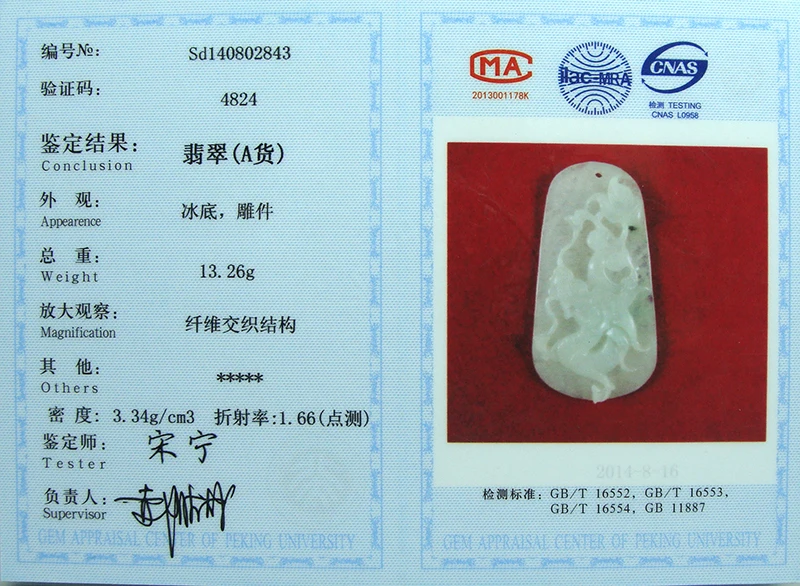 编号№: Sd140802843
验证码: 4824
鉴定结果: 翡翠(A货)
Conclusion
外 观: 冰底，雕件
Appearence
总 重: 13.26g
Weight
放大观察: 纤维交织结构
Magnification
其 他: *****
Others
密 度: 3.34g/cm3 折射率:1.66(点测)
鉴定师: 宋宁
Tester
负责人:
Supervisor
GEM APPRAISAL CENTER OF PEKING UNIVERSITY
CMA
2013001178K
ilac-MRA
CNAS
检测 TESTING
CNAS L0958
2014-8-16
检测标准: GB/T 16552, GB/T 16553,
GB/T 16554, GB 11887
GEM APPRAISAL CENTER OF PEKING UNIVERSITY